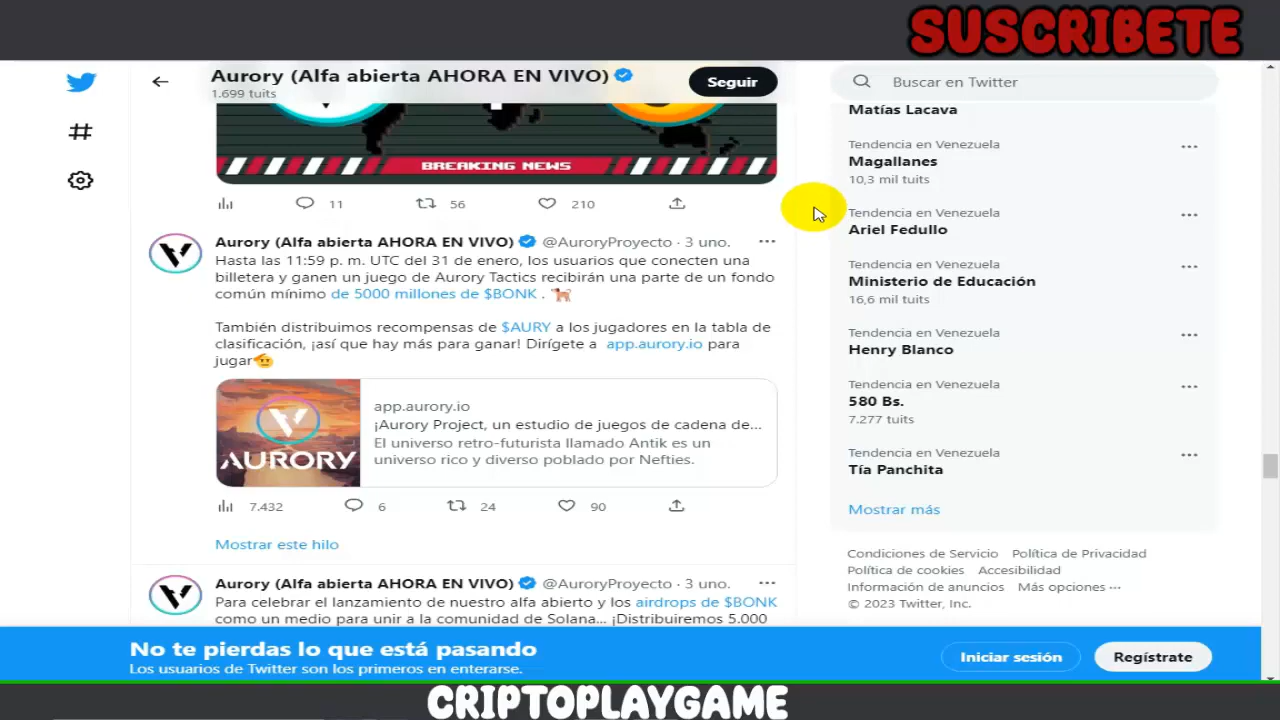 SUSCRIBETE
Aurory (Alfa abierta AHORA EN VIVO)
1.699 tuits
Seguir
BREAKING NEWS
11 56 210
Aurory (Alfa abierta AHORA EN VIVO) @AuroryProyecto · 3 uno. ···
Hasta las 11:59 p. m. UTC del 31 de enero, los usuarios que conecten una
billetera y ganen un juego de Aurory Tactics recibirán una parte de un fondo
común mínimo de 5000 millones de $BONK .
También distribuimos recompensas de $AURY a los jugadores en la tabla de
clasificación, ¡así que hay más para ganar! Dirígete a app.aurory.io para
jugar
AURORY
app.aurory.io
¡Aurory Project, un estudio de juegos de cadena de...
El universo retro-futurista llamado Antik es un
universo rico y diverso poblado por Nefties.
7.432 6 24 90
Mostrar este hilo
Aurory (Alfa abierta AHORA EN VIVO) @AuroryProyecto · 3 uno. ···
Para celebrar el lanzamiento de nuestro alfa abierto y los airdrops de $BONK
como un medio para unir a la comunidad de Solana... ¡Distribuiremos 5.000
Buscar en Twitter
Matías Lacava
Tendencia en Venezuela
Magallanes
10,3 mil tuits
Tendencia en Venezuela
Ariel Fedullo
Tendencia en Venezuela
Ministerio de Educación
16,6 mil tuits
Tendencia en Venezuela
Henry Blanco
Tendencia en Venezuela
580 Bs.
7.277 tuits
Tendencia en Venezuela
Tía Panchita
Mostrar más
Condiciones de Servicio Política de Privacidad
Política de cookies Accesibilidad
Información de anuncios Más opciones ···
© 2023 Twitter, Inc.
No te pierdas lo que está pasando
Los usuarios de Twitter son los primeros en enterarse.
Iniciar sesión
Regístrate
CRIPTOPLAYGAME